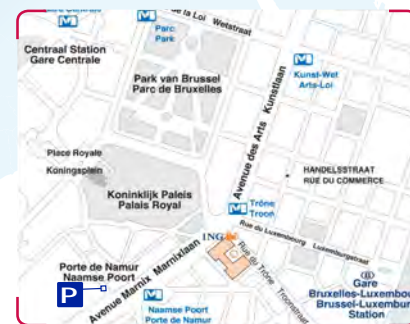 de la Loi Wetstraat
Parc
Park
Centraal Station
Gare Centrale
Kunst-Wet
Arts-Loi
Park van Brussel
Parc de Bruxelles
Avenue des Arts Kunstlaan
Place Royale
Koningsplein
HANDELSSTRAAT
RUE DU COMMERCE
Koninklijk Paleis
Palais Royal
Trône
Troon
Rue du Luxembourg Luxemburgstraat
ING
Rue du Trône Troonstraat
Avenue Marnix Marnixlaan
Porte de Namur
Naamse Poort
P
Gare
Bruxelles-Luxembou
Brussel-Luxembur
Station
Naamse Poort
Porte de Namur